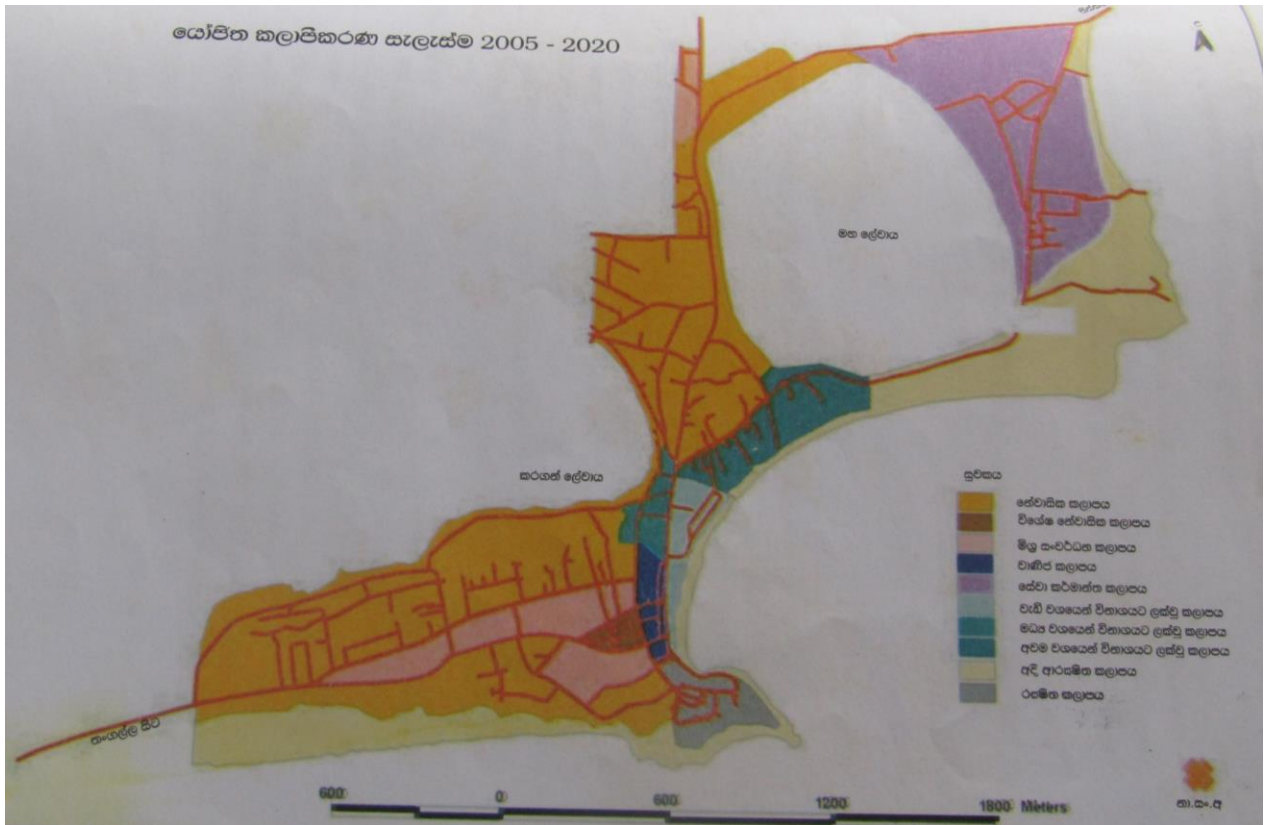 යෝජිත කලාපීකරණ සැලැස්ම 2005 - 2020
මහ ලේවාය
කරගන් ලේවාය
සූචකය
නේවාසික කලාපය
විශේෂ නේවාසික කලාපය
මිශ්‍ර සංවර්ධන කලාපය
වාණිජ කලාපය
සේවා කර්මාන්ත කලාපය
වැඩි වශයෙන් විනාශයට ලක්වූ කලාපය
මධ්‍ය වශයෙන් විනාශයට ලක්වූ කලාපය
අවම වශයෙන් විනාශයට ලක්වූ කලාපය
අදි ආරක්‍ෂිත කලාපය
රක්‍ෂිත කලාපය
තංගල්ල සිට
නා.සං.අ
600 0 600 1200 1800 Meters